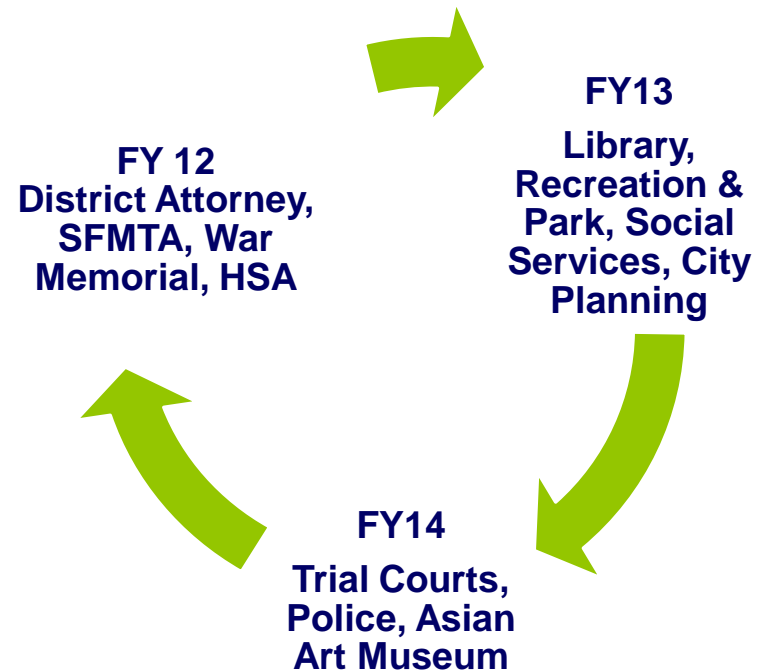 FY 12
District Attorney,
SFMTA, War
Memorial, HSA
FY13
Library,
Recreation &
Park, Social
Services, City
Planning
FY14
Trial Courts,
Police, Asian
Art Museum